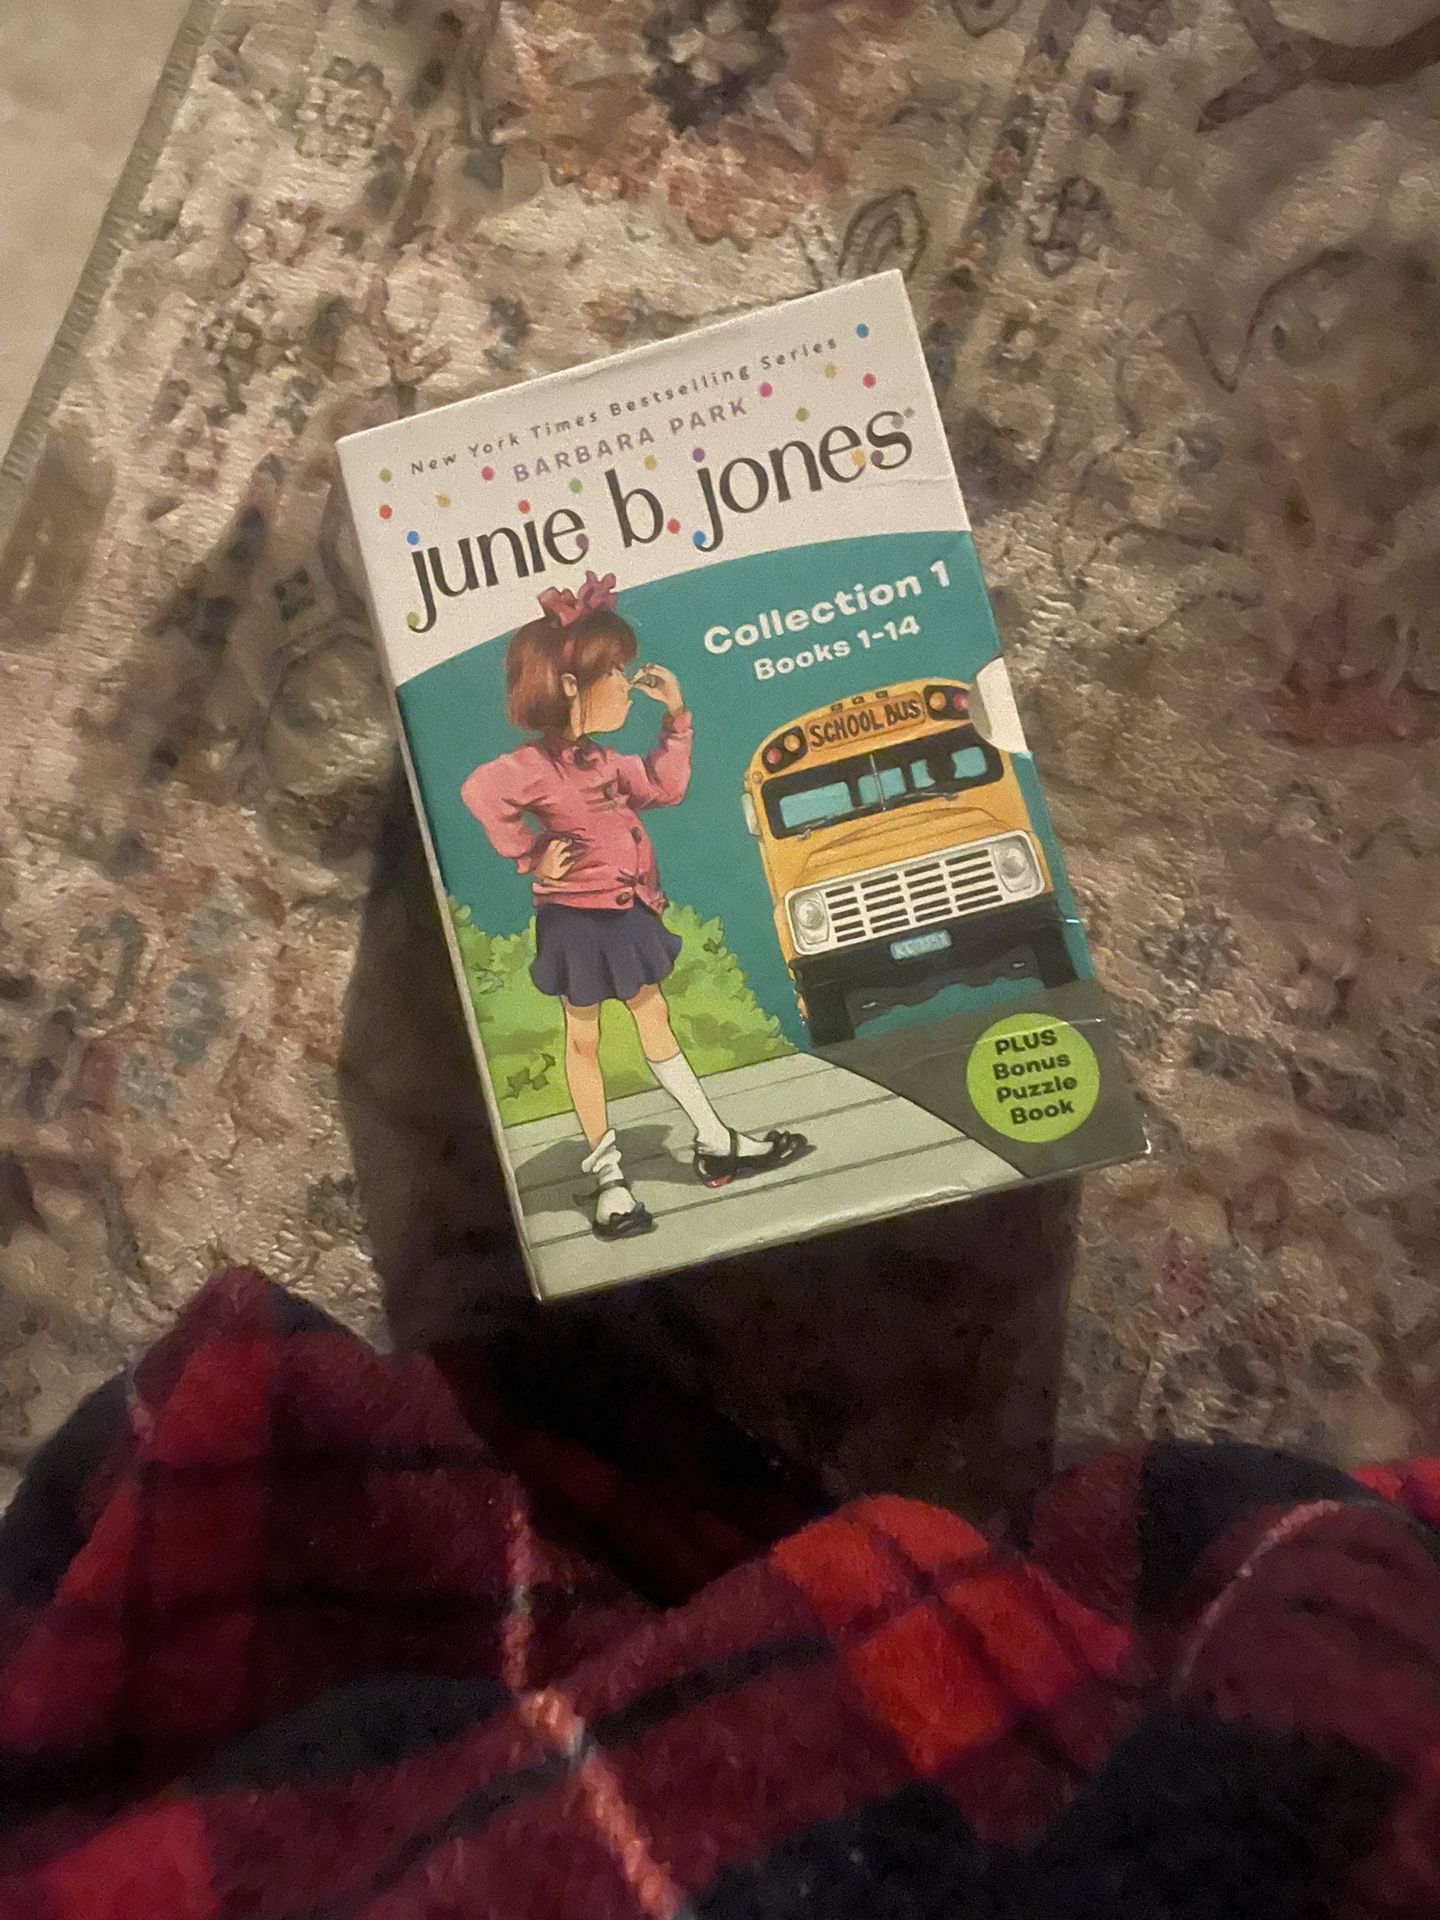 New York Times Bestselling Series
BARBARA PARK
junie b. jones®
Collection 1
Books 1-14
SCHOOL BUS
PLUS
Bonus
Puzzle
Book